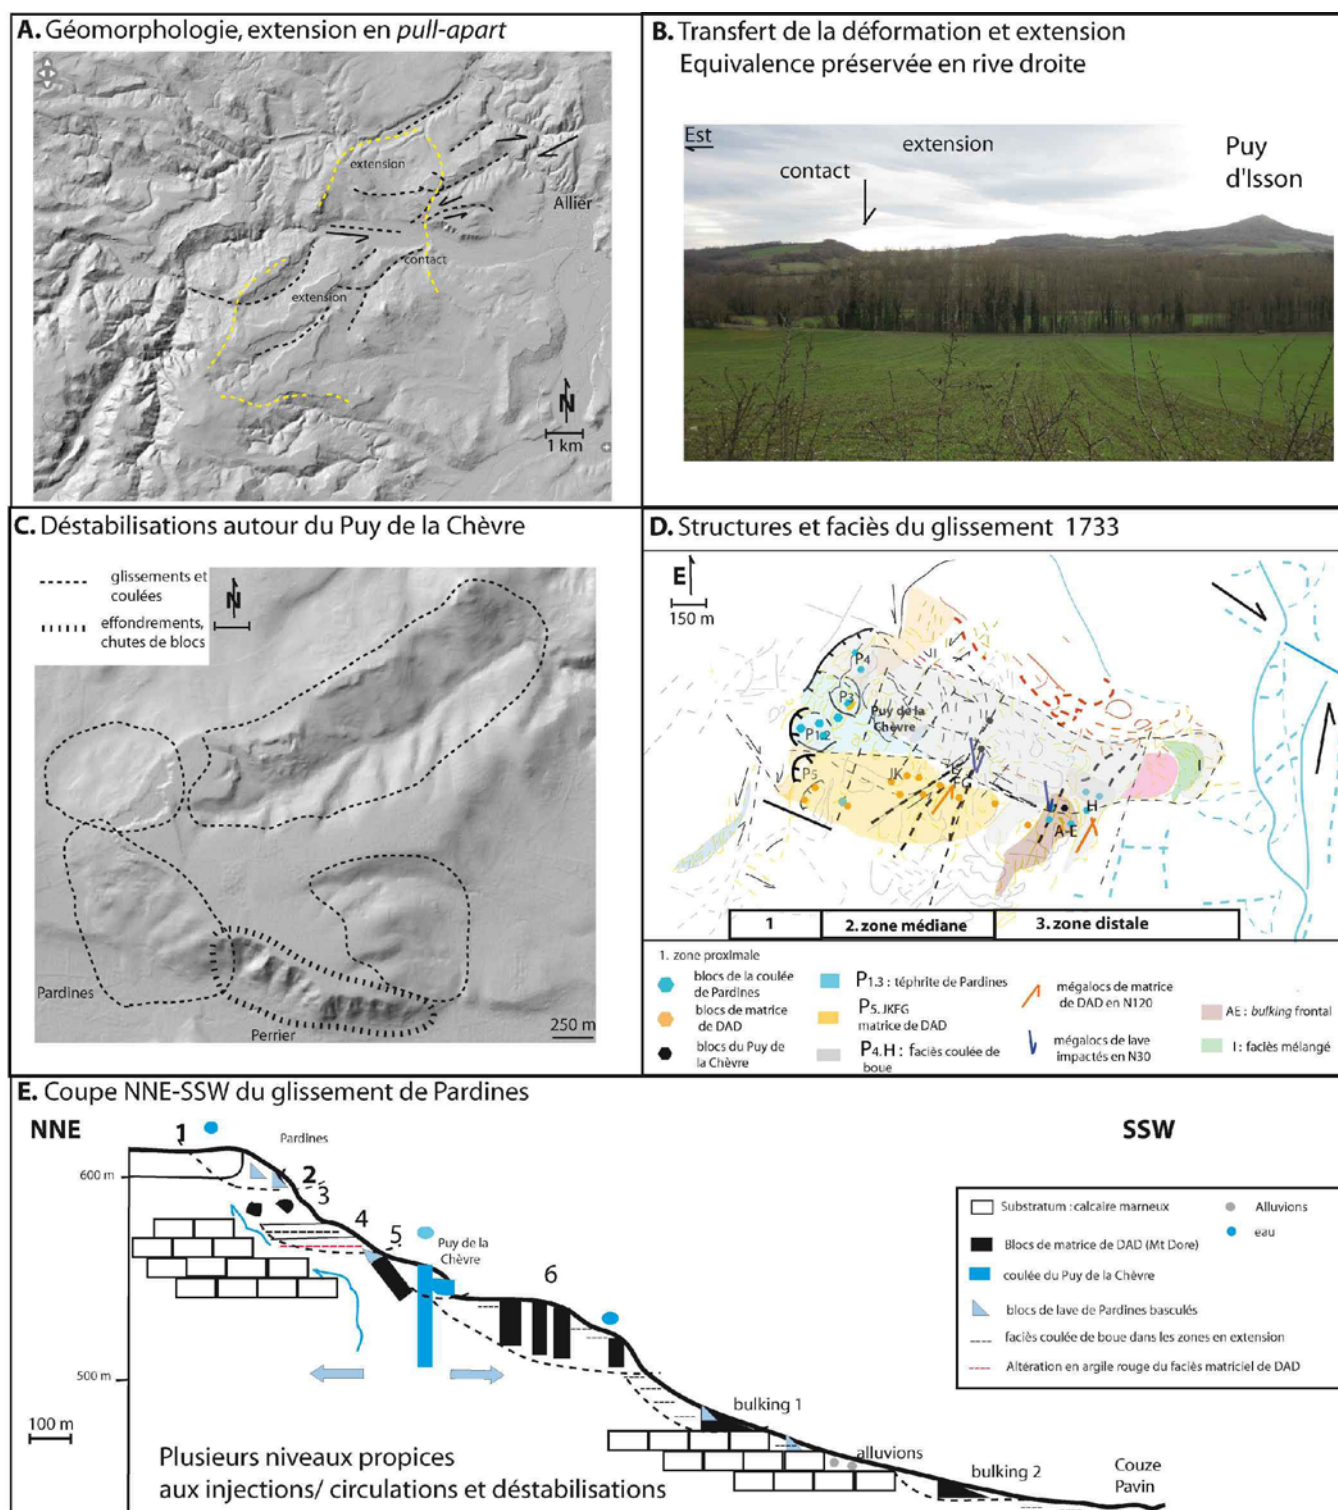 A. Géomorphologie, extension en pull-apart
extension
Allier
contact
extension
N
1 km
B. Transfert de la déformation et extension
Equivalence préservée en rive droite
Est
extension
contact
Puy
d'Isson
C. Déstabilisations autour du Puy de la Chèvre
glissements et
coulées
effondrements,
chutes de blocs
N
Pardines
Perrier
250 m
D. Structures et faciès du glissement 1733
E
150 m
P4
P3
Puy de la
Chèvre
P1.2
P5
JK
FG
H
A-E
I
1
2. zone médiane
3. zone distale
1. zone proximale
blocs de la coulée
de Pardines
blocs de matrice
de DAD
blocs du Puy de
la Chèvre
P1.3 : téphrite de Pardines
P5.JKFG
matrice de DAD
P4.H : faciès coulée de
boue
mégalocs de matrice
de DAD en N120
mégalocs de lave
impactés en N30
AE : bulking frontal
I : faciès mélangé
E. Coupe NNE-SSW du glissement de Pardines
NNE
SSW
1
Pardines
600 m
2
3
4
5
Puy de la
Chèvre
6
500 m
100 m
bulking 1
alluvions
bulking 2
Couze
Pavin
Plusieurs niveaux propices
aux injections/ circulations et déstabilisations
Substratum : calcaire marneux
Alluvions
eau
Blocs de matrice de DAD (Mt Dore)
coulée du Puy de la Chèvre
blocs de lave de Pardines basculés
faciès coulée de boue dans les zones en extension
Altération en argile rouge du faciès matriciel de DAD